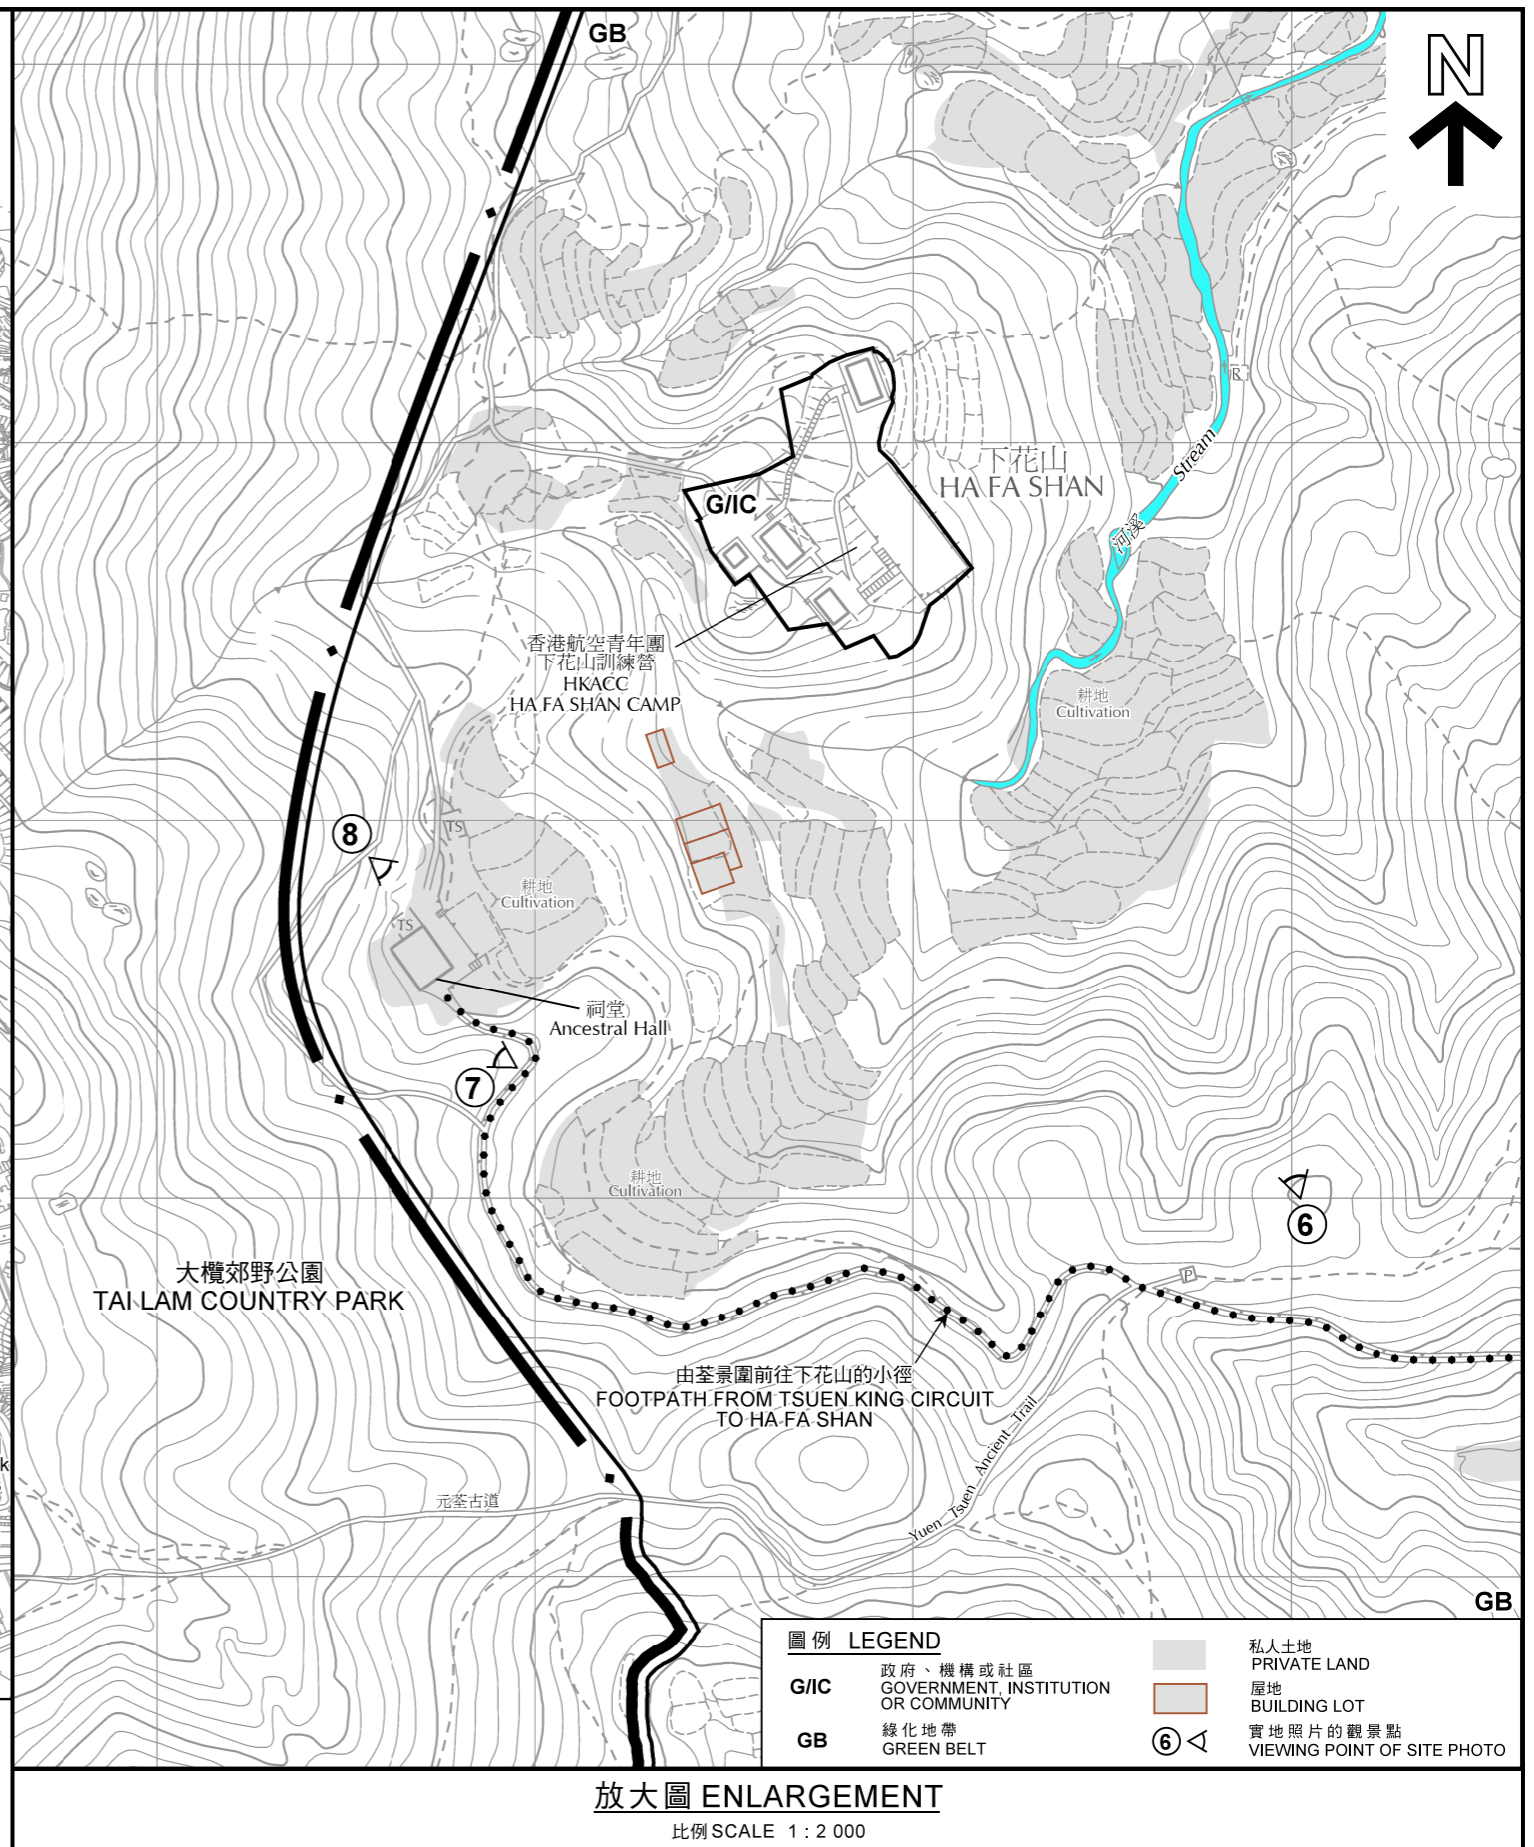 GB
N
R
下花山
HA FA SHAN
Stream
河溪
G/IC
香港航空青年團
下花山訓練營
HKACC
HA FA SHAN CAMP
耕地
Cultivation
8
TS
耕地
Cultivation
TS
祠堂
Ancestral Hall
7
耕地
Cultivation
6
大欖郊野公園
TAI LAM COUNTRY PARK
P
由荃景圍前往下花山的小徑
FOOTPATH FROM TSUEN KING CIRCUIT
TO HA FA SHAN
Yuen Tsuen Ancient Trail
k
元荃古道
GB
圖例 LEGEND
G/IC
政府、機構或社區
GOVERNMENT, INSTITUTION
OR COMMUNITY
GB
綠化地帶
GREEN BELT
私人土地
PRIVATE LAND
屋地
BUILDING LOT
6
實地照片的觀景點
VIEWING POINT OF SITE PHOTO
放大圖 ENLARGEMENT
比例 SCALE 1 : 2 000